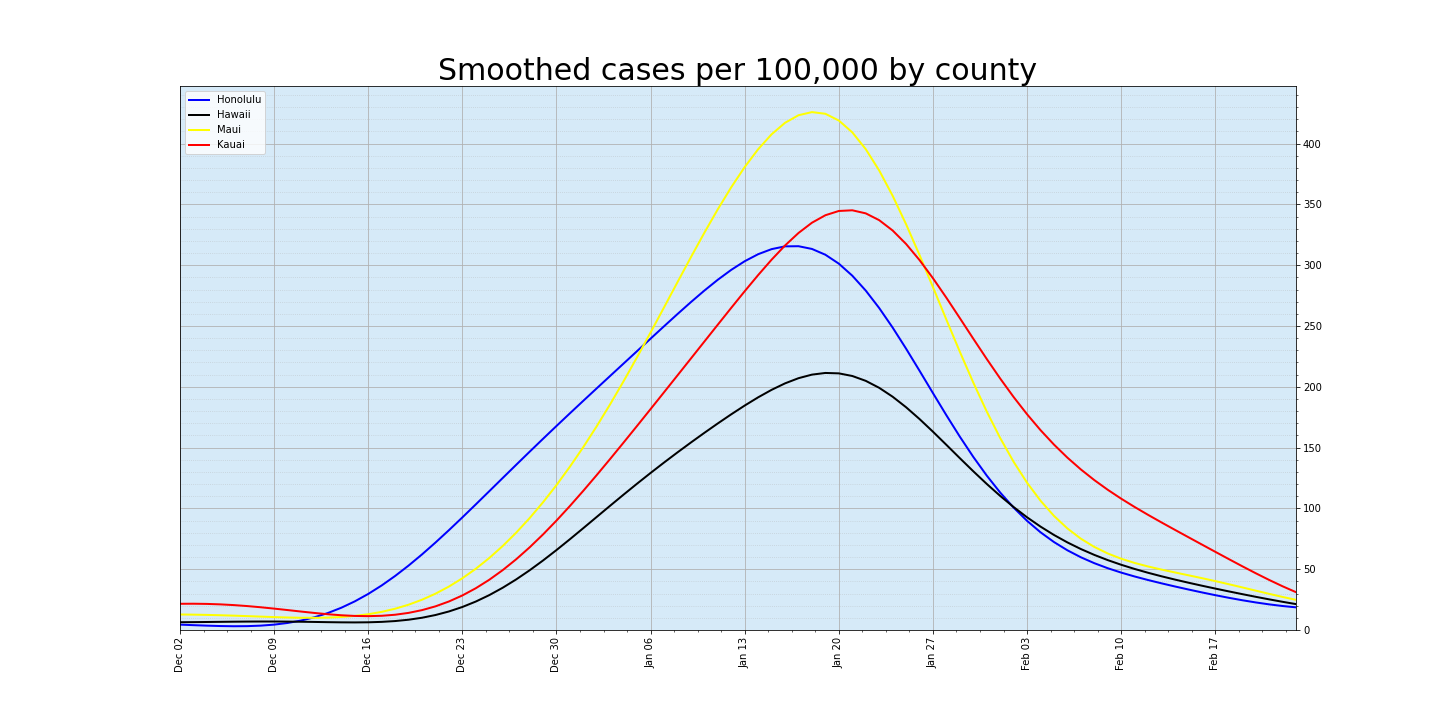 Smoothed cases per 100,000 by county
Honolulu
Hawaii
Maui
Kauai
400
350
300
250
200
150
100
50
0
Dec 02
Dec 09
Dec 16
Dec 23
Dec 30
Jan 06
Jan 13
Jan 20
Jan 27
Feb 03
Feb 10
Feb 17